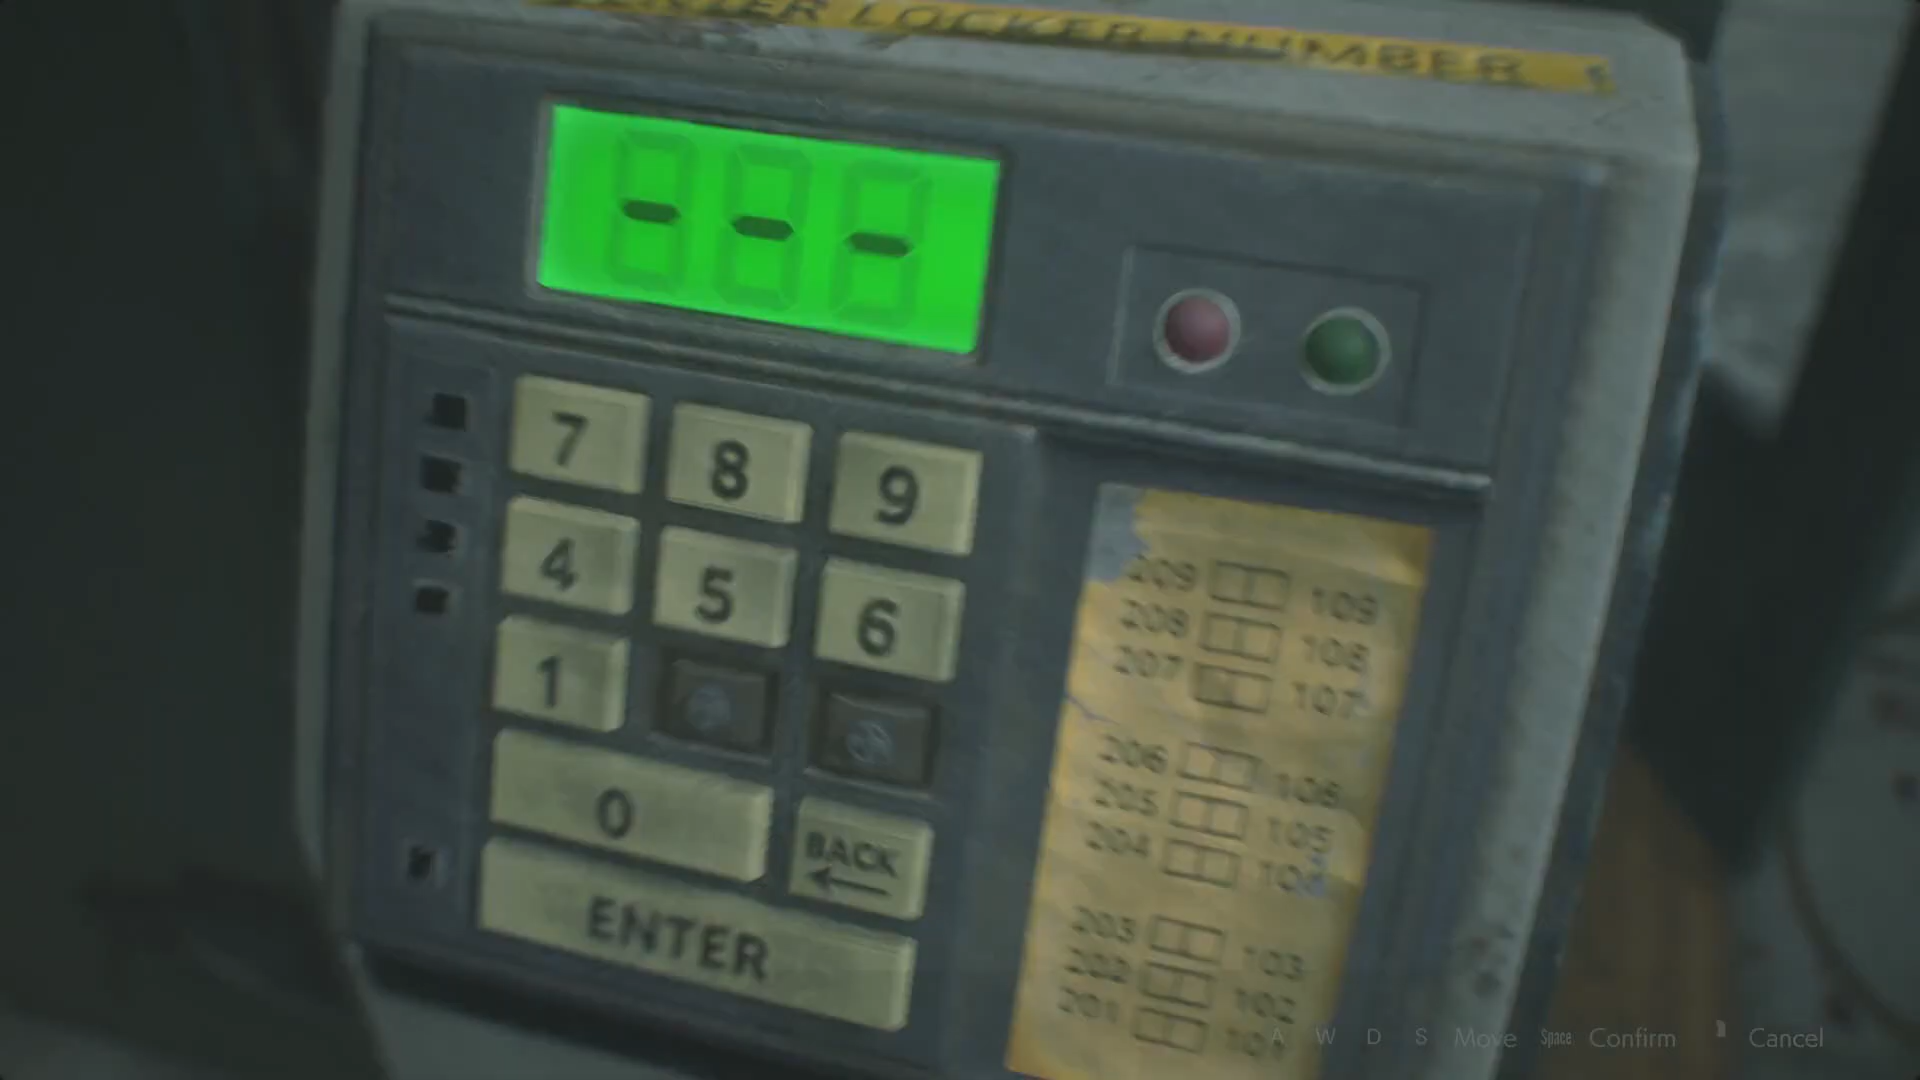 ENTER LOCKER NUMBER
7 8 9
4 5 6
1
0 BACK
ENTER
209 109
208 108
207 107
206 106
205 105
204 104
203 103
202 102
201 101
A W D S Move Space Confirm Cancel